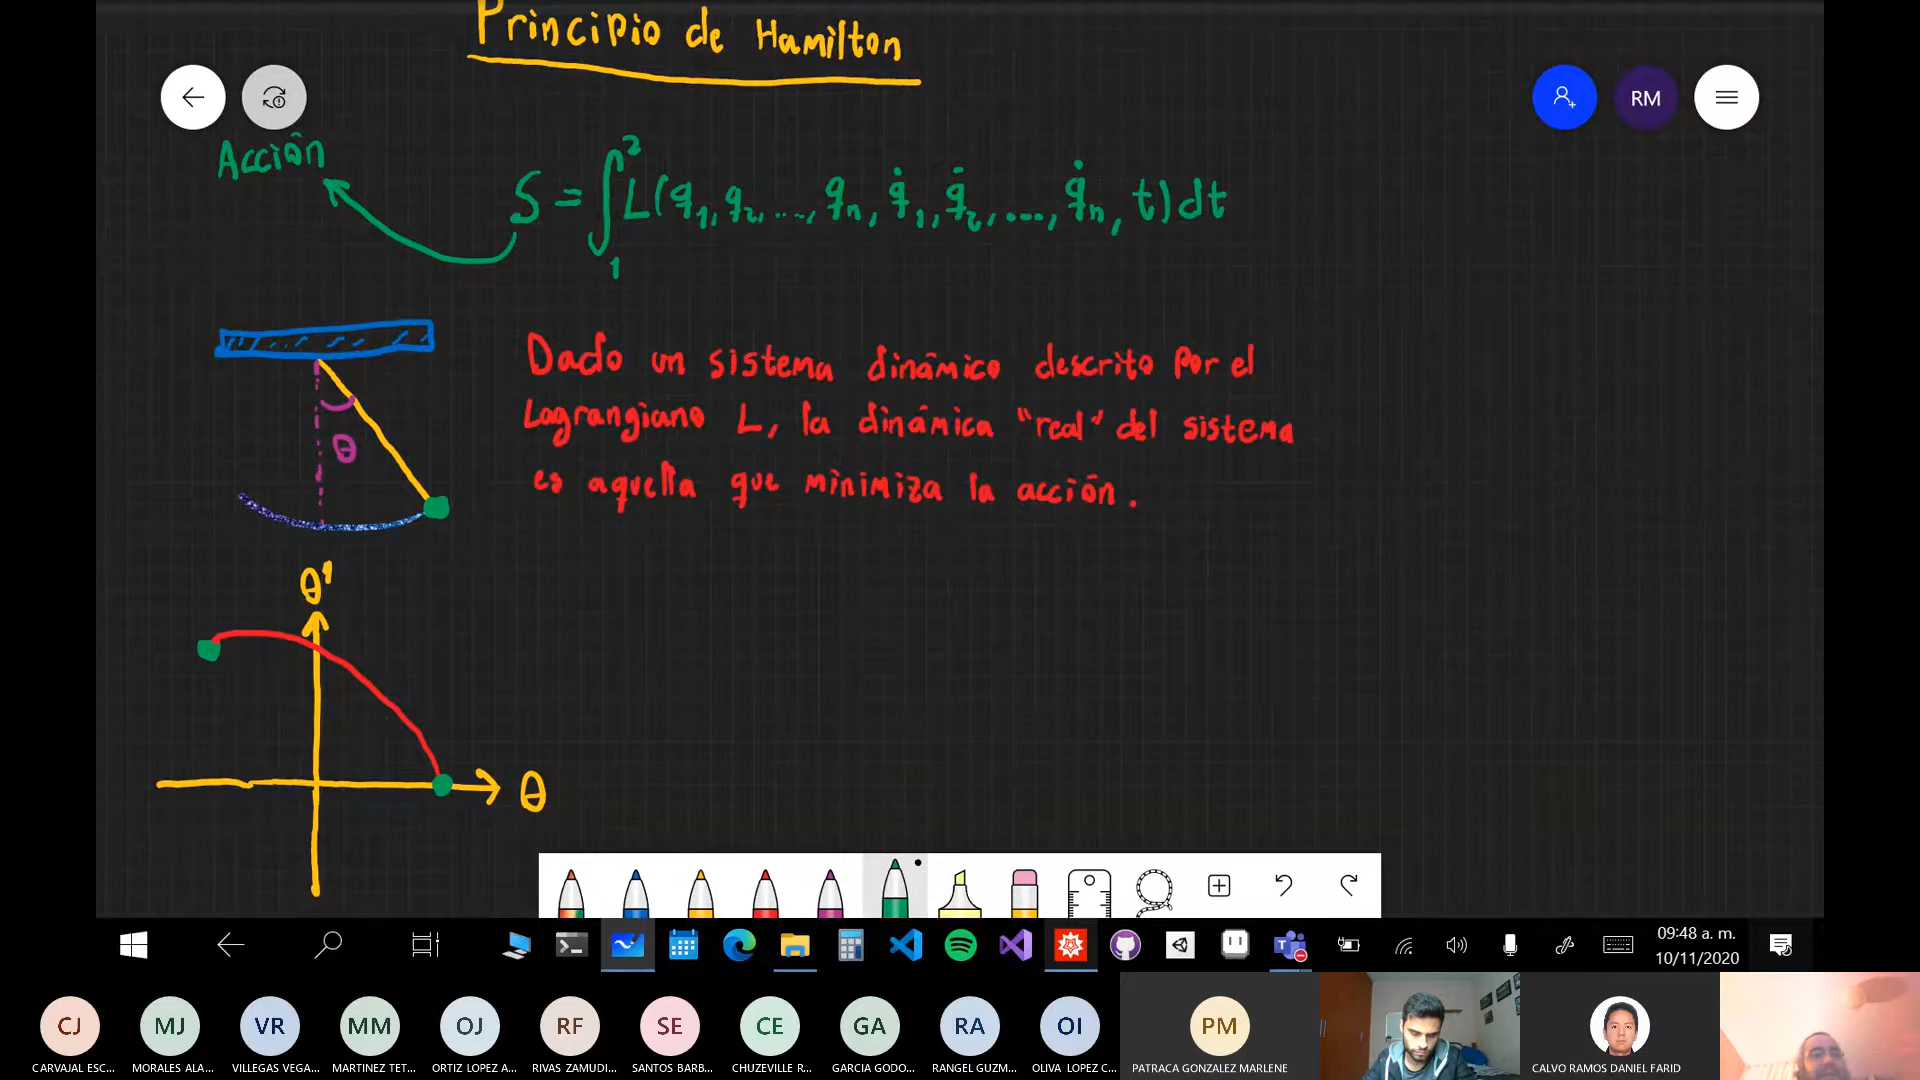 Principio de Hamilton
RM
Acción
S = ∫₁² L(q₁, q₂, ..., qₙ, q̇₁, q̇₂, ..., q̇ₙ, t) dt
Dado un sistema dinámico descrito por el
Lagrangiano L, la dinámica "real" del sistema
es aquella que minimiza la acción.
θ
θ'
θ
09:48 a. m.
10/11/2020
CJ
MJ
VR
MM
OJ
RF
SE
CE
GA
RA
OI
PM
CARVAJAL ESC...
MORALES ALA...
VILLEGAS VEGA...
MARTINEZ TET...
ORTIZ LOPEZ A...
RIVAS ZAMUDI...
SANTOS BARB...
CHUZEVILLE R...
GARCIA GODO...
RANGEL GUZM...
OLIVA LOPEZ C...
PATRACA GONZALEZ MARLENE
CALVO RAMOS DANIEL FARID